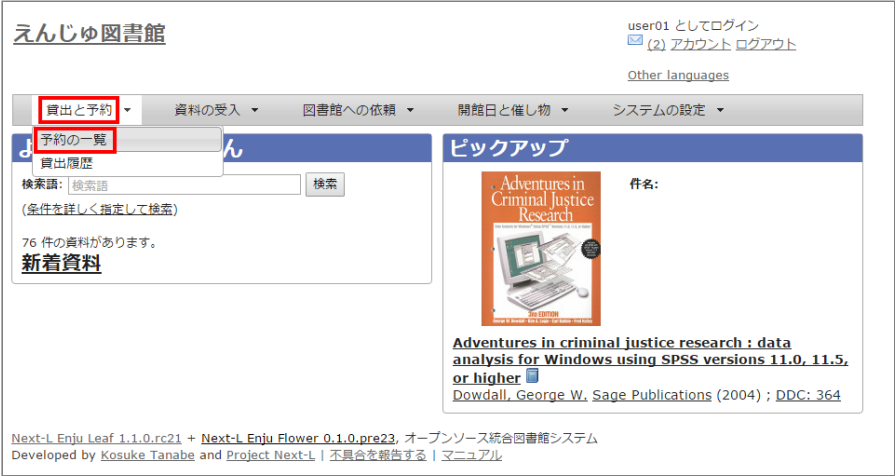 えんじゅ図書館
user01 としてログイン
(2) アカウント ログアウト
Other languages
貸出と予約 ▼ 資料の受入 ▼ 図書館への依頼 ▼ 開館日と催し物 ▼ システムの設定 ▼
予約の一覧
貸出履歴
よ
ん
検索語: 検索語 検索
(条件を詳しく指定して検索)
76 件の資料があります。
新着資料
ピックアップ
Adventures in
Criminal Justice
Research
3RD EDITION
件名:
Adventures in criminal justice research : data
analysis for Windows using SPSS versions 11.0, 11.5,
or higher
Dowdall, George W. Sage Publications (2004) ; DDC: 364
Next-L Enju Leaf 1.1.0.rc21 + Next-L Enju Flower 0.1.0.pre23, オープンソース統合図書館システム
Developed by Kosuke Tanabe and Project Next-L | 不具合を報告する | マニュアル